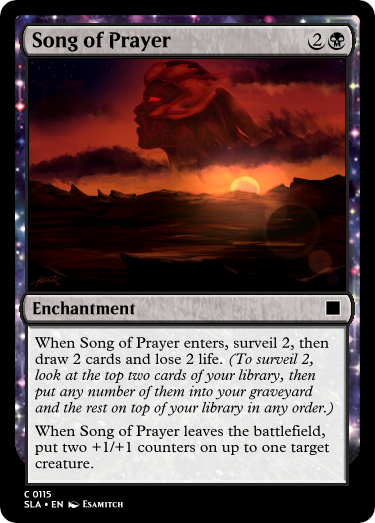 Song of Prayer 2
Enchantment
When Song of Prayer enters, surveil 2, then
draw 2 cards and lose 2 life. (To surveil 2,
look at the top two cards of your library, then
put any number of them into your graveyard
and the rest on top of your library in any order.)
When Song of Prayer leaves the battlefield,
put two +1/+1 counters on up to one target
creature.
C 0115
SLA • EN Esamitch